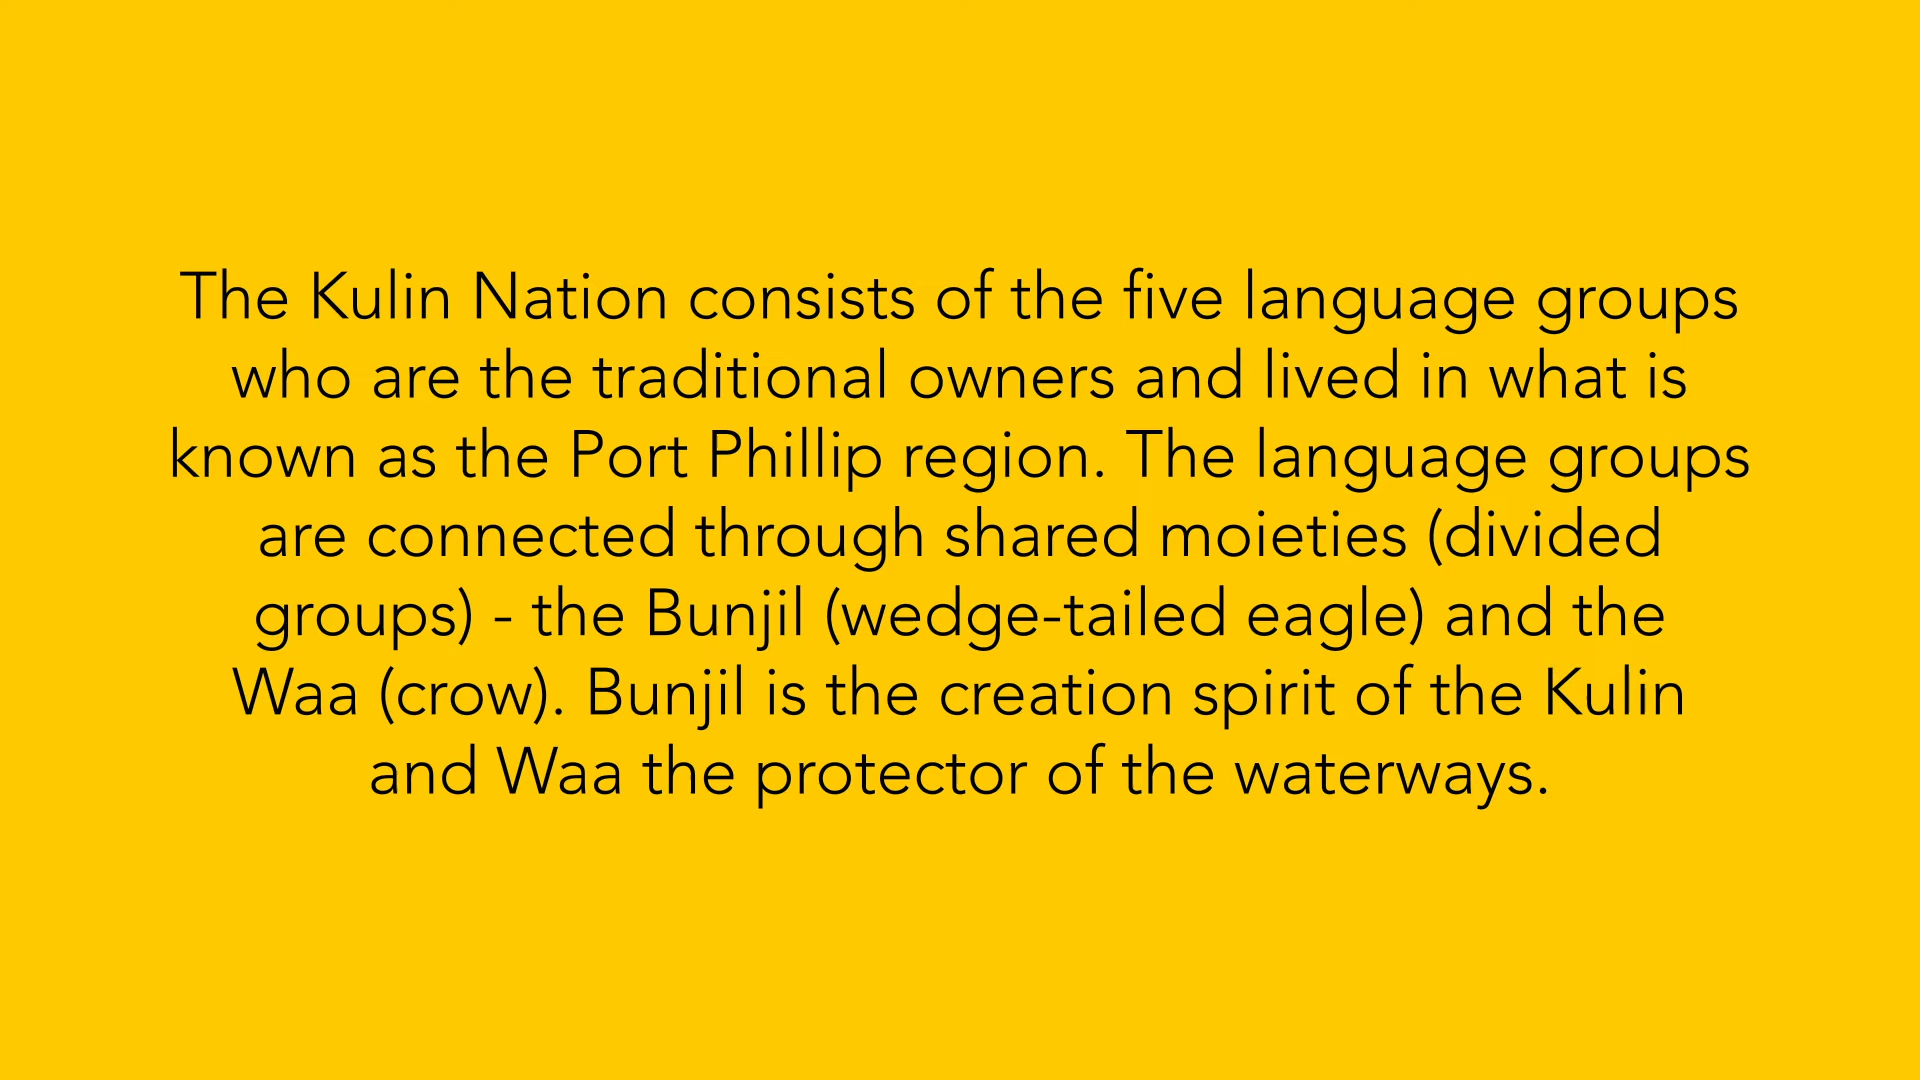 The Kulin Nation consists of the five language groups
who are the traditional owners and lived in what is
known as the Port Phillip region. The language groups
are connected through shared moieties (divided
groups) - the Bunjil (wedge-tailed eagle) and the
Waa (crow). Bunjil is the creation spirit of the Kulin
and Waa the protector of the waterways.